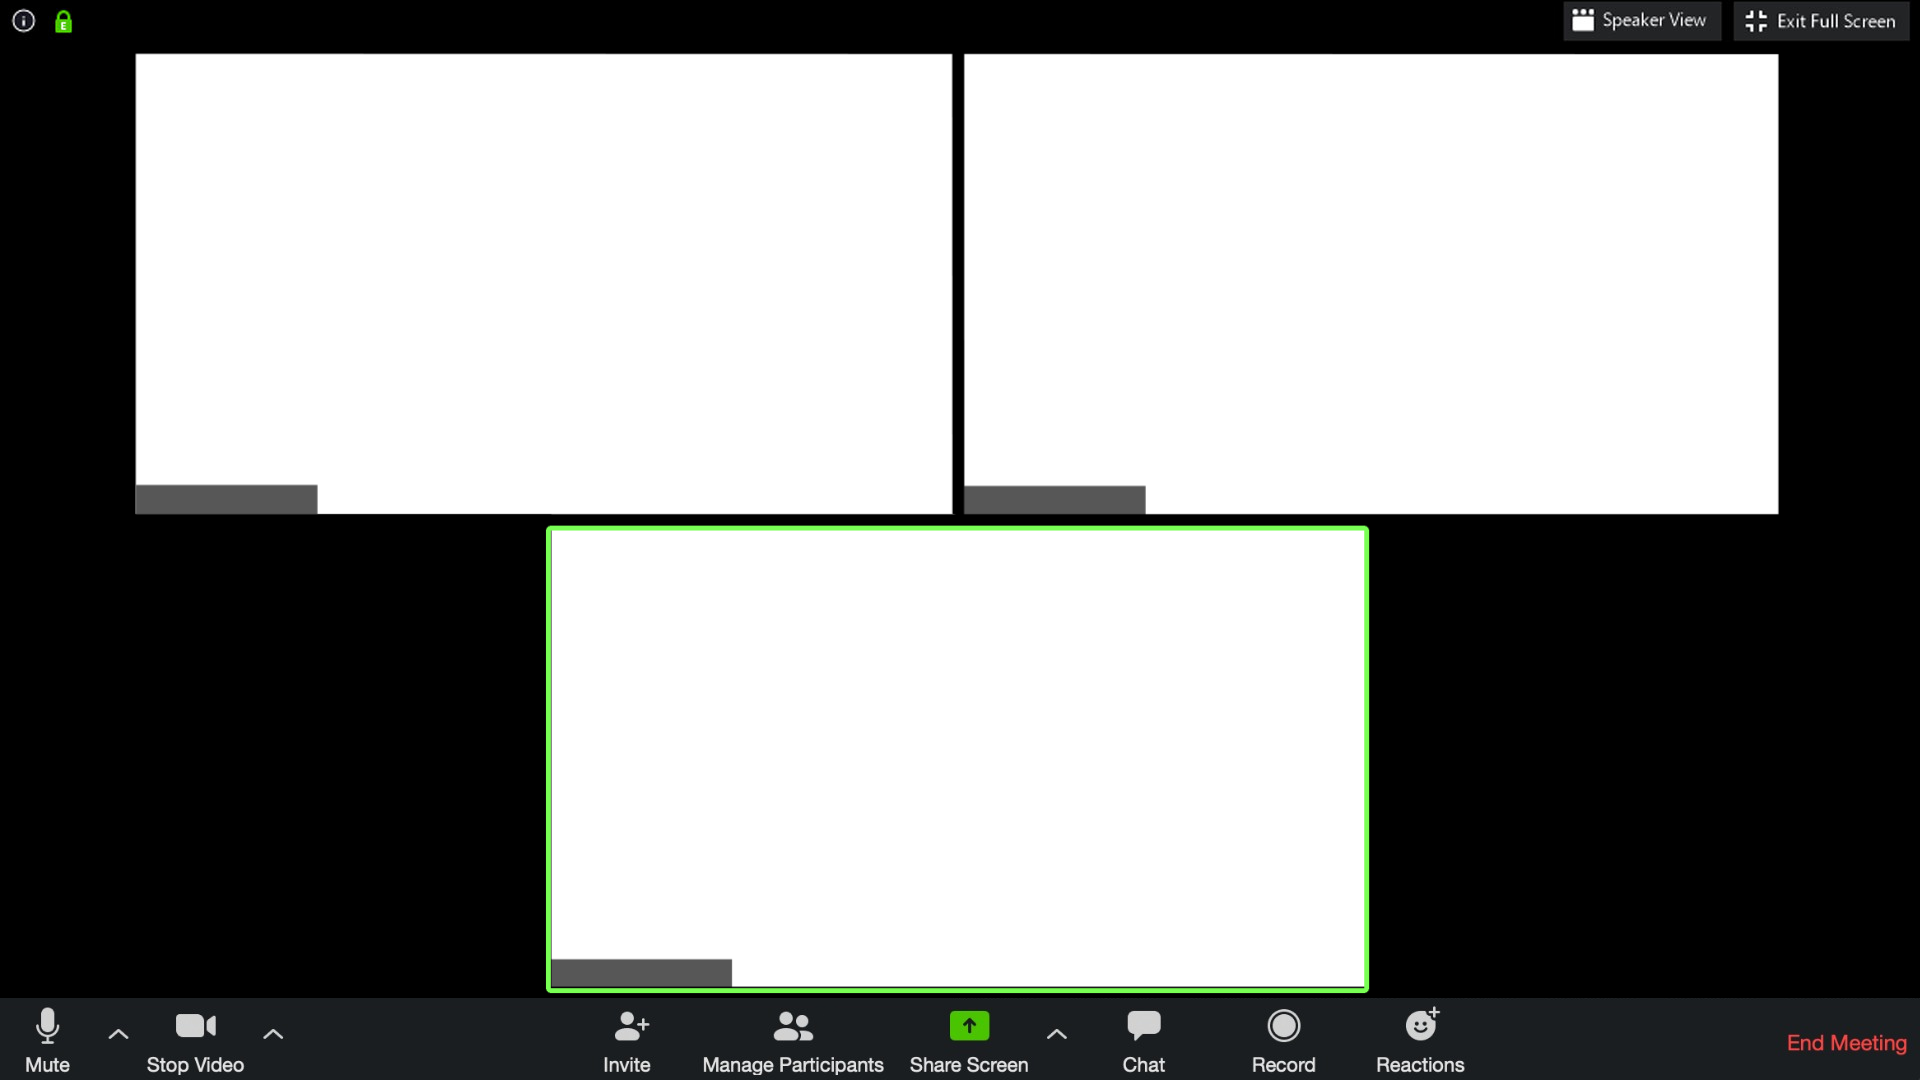 E
Speaker View
Exit Full Screen
Mute
Stop Video
Invite
Manage Participants
Share Screen
Chat
Record
Reactions
End Meeting